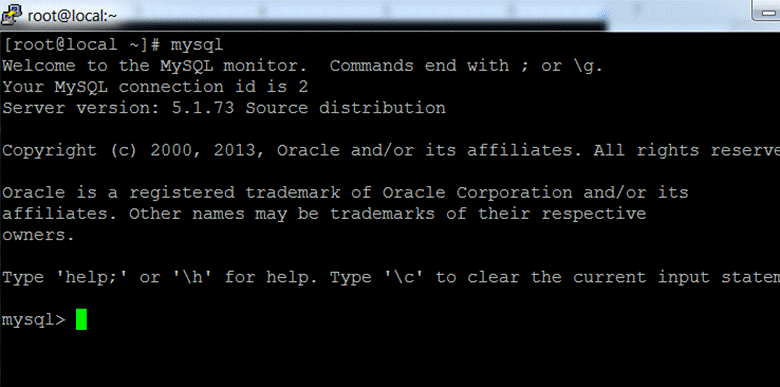 root@local:~
[root@local ~]# mysql
Welcome to the MySQL monitor.  Commands end with ; or \g.
Your MySQL connection id is 2
Server version: 5.1.73 Source distribution
Copyright (c) 2000, 2013, Oracle and/or its affiliates. All rights reserve
Oracle is a registered trademark of Oracle Corporation and/or its
affiliates. Other names may be trademarks of their respective
owners.
Type 'help;' or '\h' for help. Type '\c' to clear the current input statem
mysql>